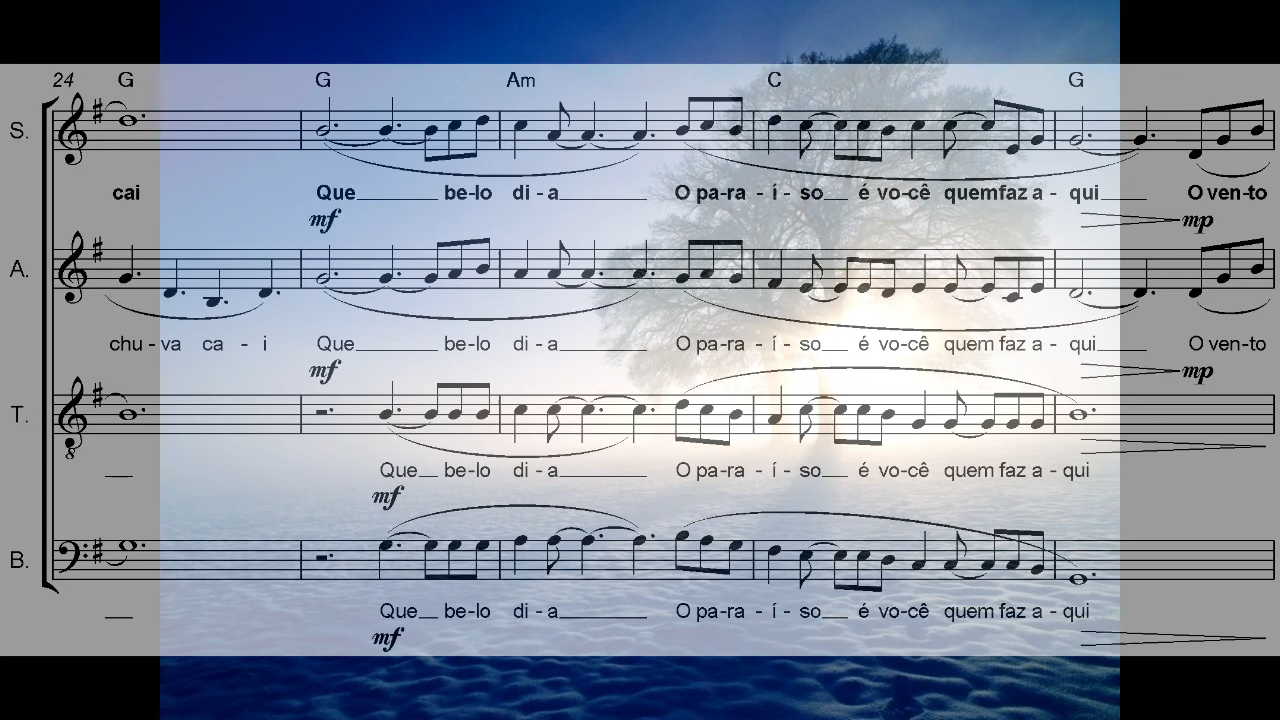 24 G G Am C G
S.
cai Que be-lo di - a O pa-ra - í - so é vo-cê quem faz a - qui O ven-to
mf mp
A.
chu - va ca - i Que be-lo di - a O pa-ra - í - so é vo-cê quem faz a - qui O ven-to
mf mp
T.
8
Que be-lo di - a O pa-ra - í - so é vo-cê quem faz a - qui
mf
B.
Que be-lo di - a O pa-ra - í - so é vo-cê quem faz a - qui
mf